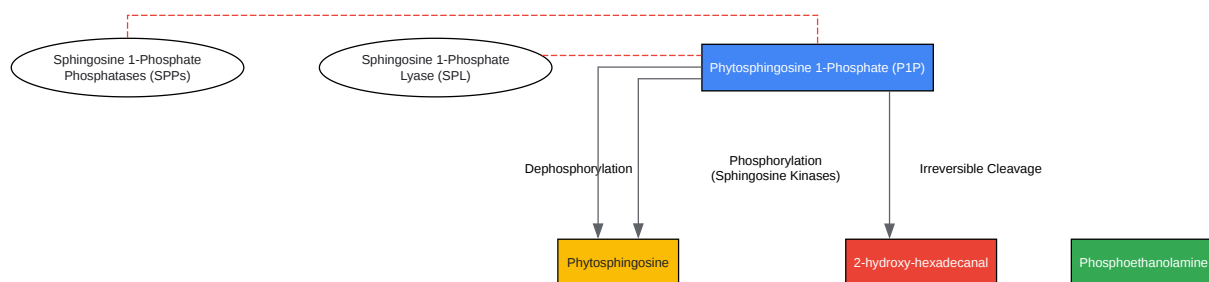 Sphingosine 1-Phosphate
Phosphatases (SPPs)
Sphingosine 1-Phosphate
Lyase (SPL)
Phytosphingosine 1-Phosphate (P1P)
Dephosphorylation
Phosphorylation
(Sphingosine Kinases)
Irreversible Cleavage
Phytosphingosine
2-hydroxy-hexadecanal
Phosphoethanolamine